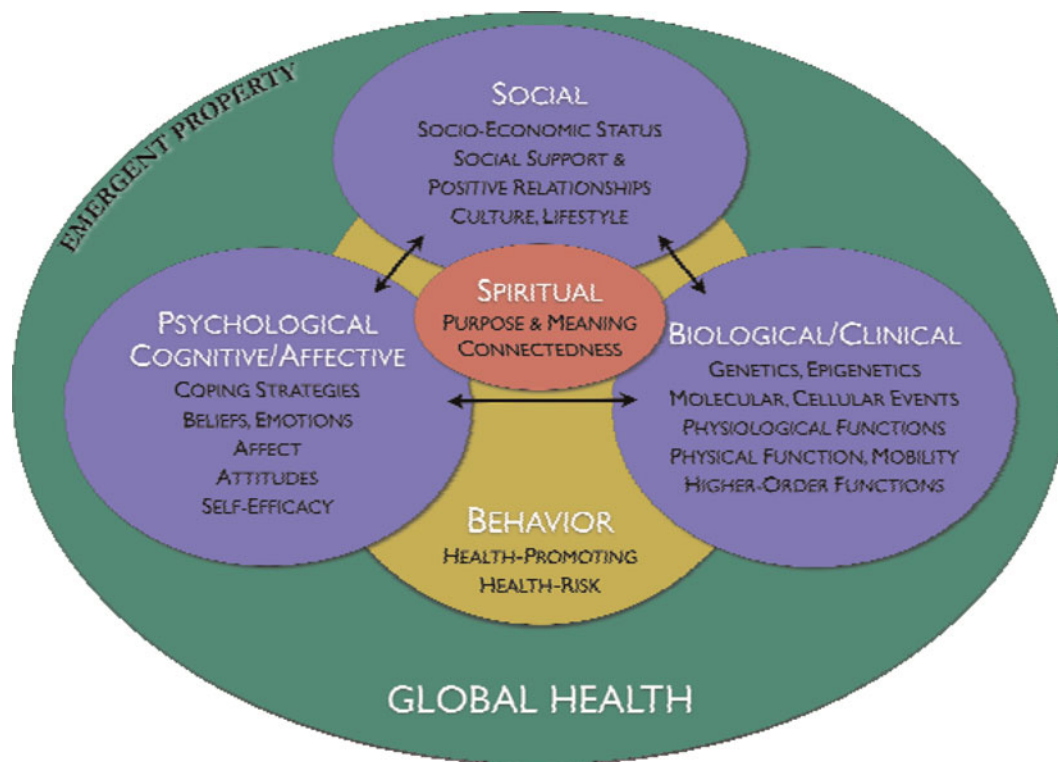 EMERGENT PROPERTY
SOCIAL
SOCIO-ECONOMIC STATUS
SOCIAL SUPPORT &
POSITIVE RELATIONSHIPS
CULTURE, LIFESTYLE
SPIRITUAL
PURPOSE & MEANING
CONNECTEDNESS
PSYCHOLOGICAL
COGNITIVE/AFFECTIVE
COPING STRATEGIES
BELIEFS, EMOTIONS
AFFECT
ATTITUDES
SELF-EFFICACY
BIOLOGICAL/CLINICAL
GENETICS, EPIGENETICS
MOLECULAR, CELLULAR EVENTS
PHYSIOLOGICAL FUNCTIONS
PHYSICAL FUNCTION, MOBILITY
HIGHER-ORDER FUNCTIONS
BEHAVIOR
HEALTH-PROMOTING
HEALTH-RISK
GLOBAL HEALTH